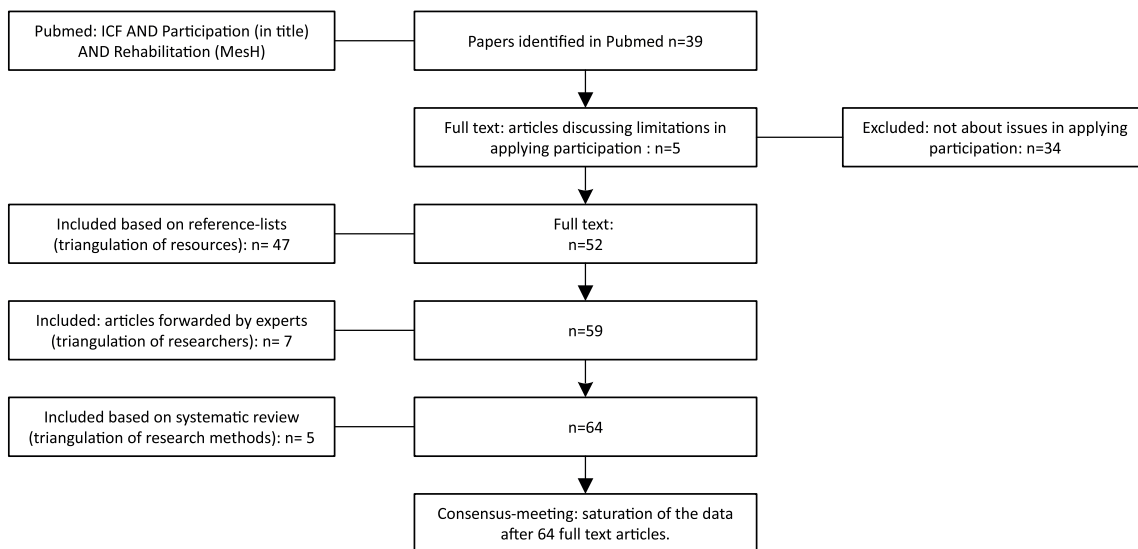 Pubmed: ICF AND Participation (in title)
AND Rehabilitation (MesH)
Papers identified in Pubmed n=39
Full text: articles discussing limitations in
applying participation : n=5
Excluded: not about issues in applying
participation: n=34
Included based on reference-lists
(triangulation of resources): n= 47
Full text:
n=52
Included: articles forwarded by experts
(triangulation of researchers): n= 7
n=59
Included based on systematic review
(triangulation of research methods): n= 5
n=64
Consensus-meeting: saturation of the data
after 64 full text articles.